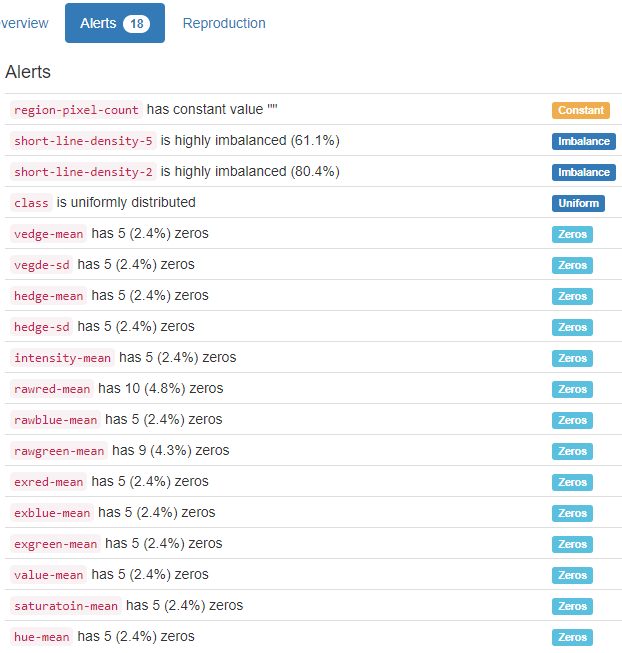 verview Alerts 18 Reproduction
Alerts
region-pixel-count has constant value "" Constant
short-line-density-5 is highly imbalanced (61.1%) Imbalance
short-line-density-2 is highly imbalanced (80.4%) Imbalance
class is uniformly distributed Uniform
vedge-mean has 5 (2.4%) zeros Zeros
vegde-sd has 5 (2.4%) zeros Zeros
hedge-mean has 5 (2.4%) zeros Zeros
hedge-sd has 5 (2.4%) zeros Zeros
intensity-mean has 5 (2.4%) zeros Zeros
rawred-mean has 10 (4.8%) zeros Zeros
rawblue-mean has 5 (2.4%) zeros Zeros
rawgreen-mean has 9 (4.3%) zeros Zeros
exred-mean has 5 (2.4%) zeros Zeros
exblue-mean has 5 (2.4%) zeros Zeros
exgreen-mean has 5 (2.4%) zeros Zeros
value-mean has 5 (2.4%) zeros Zeros
saturatoin-mean has 5 (2.4%) zeros Zeros
hue-mean has 5 (2.4%) zeros Zeros